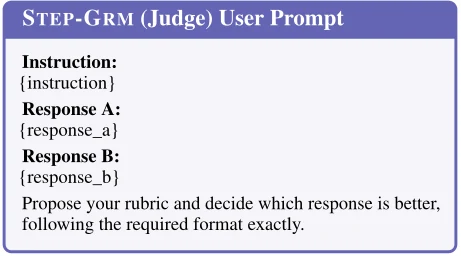 STEP-GRM (Judge) User Prompt
Instruction:
{instruction}
Response A:
{response_a}
Response B:
{response_b}
Propose your rubric and decide which response is better,
following the required format exactly.